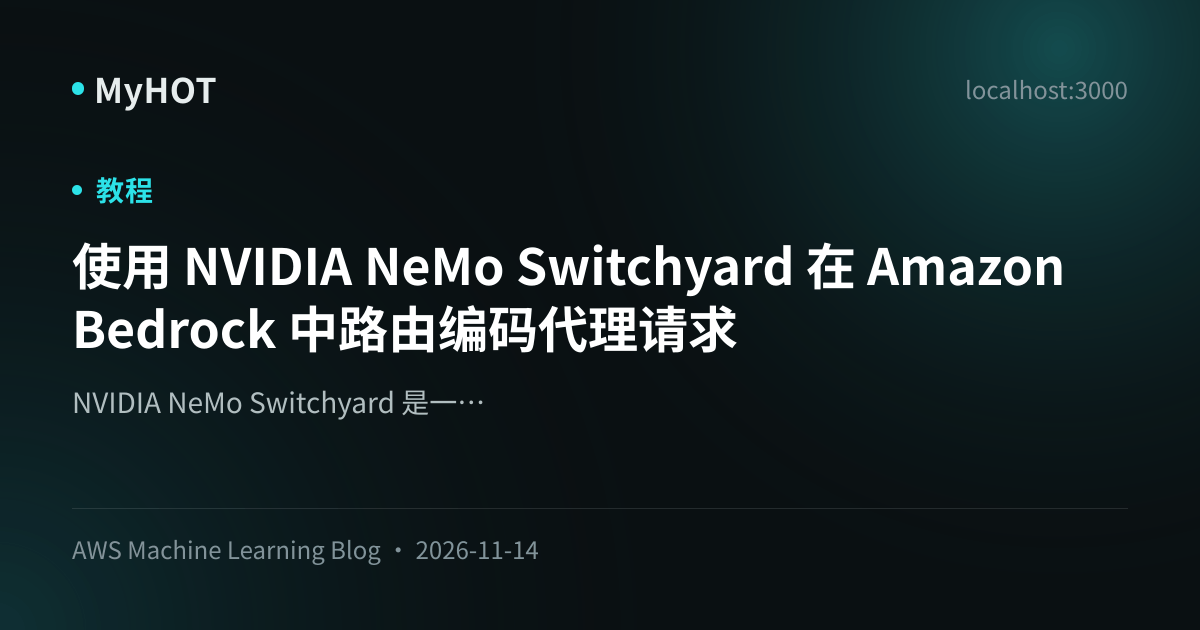 MyHOT
localhost:3000
教程
使用 NVIDIA NeMo Switchyard 在 Amazon
Bedrock 中路由编码代理请求
NVIDIA NeMo Switchyard 是一…
AWS Machine Learning Blog • 2026-11-14